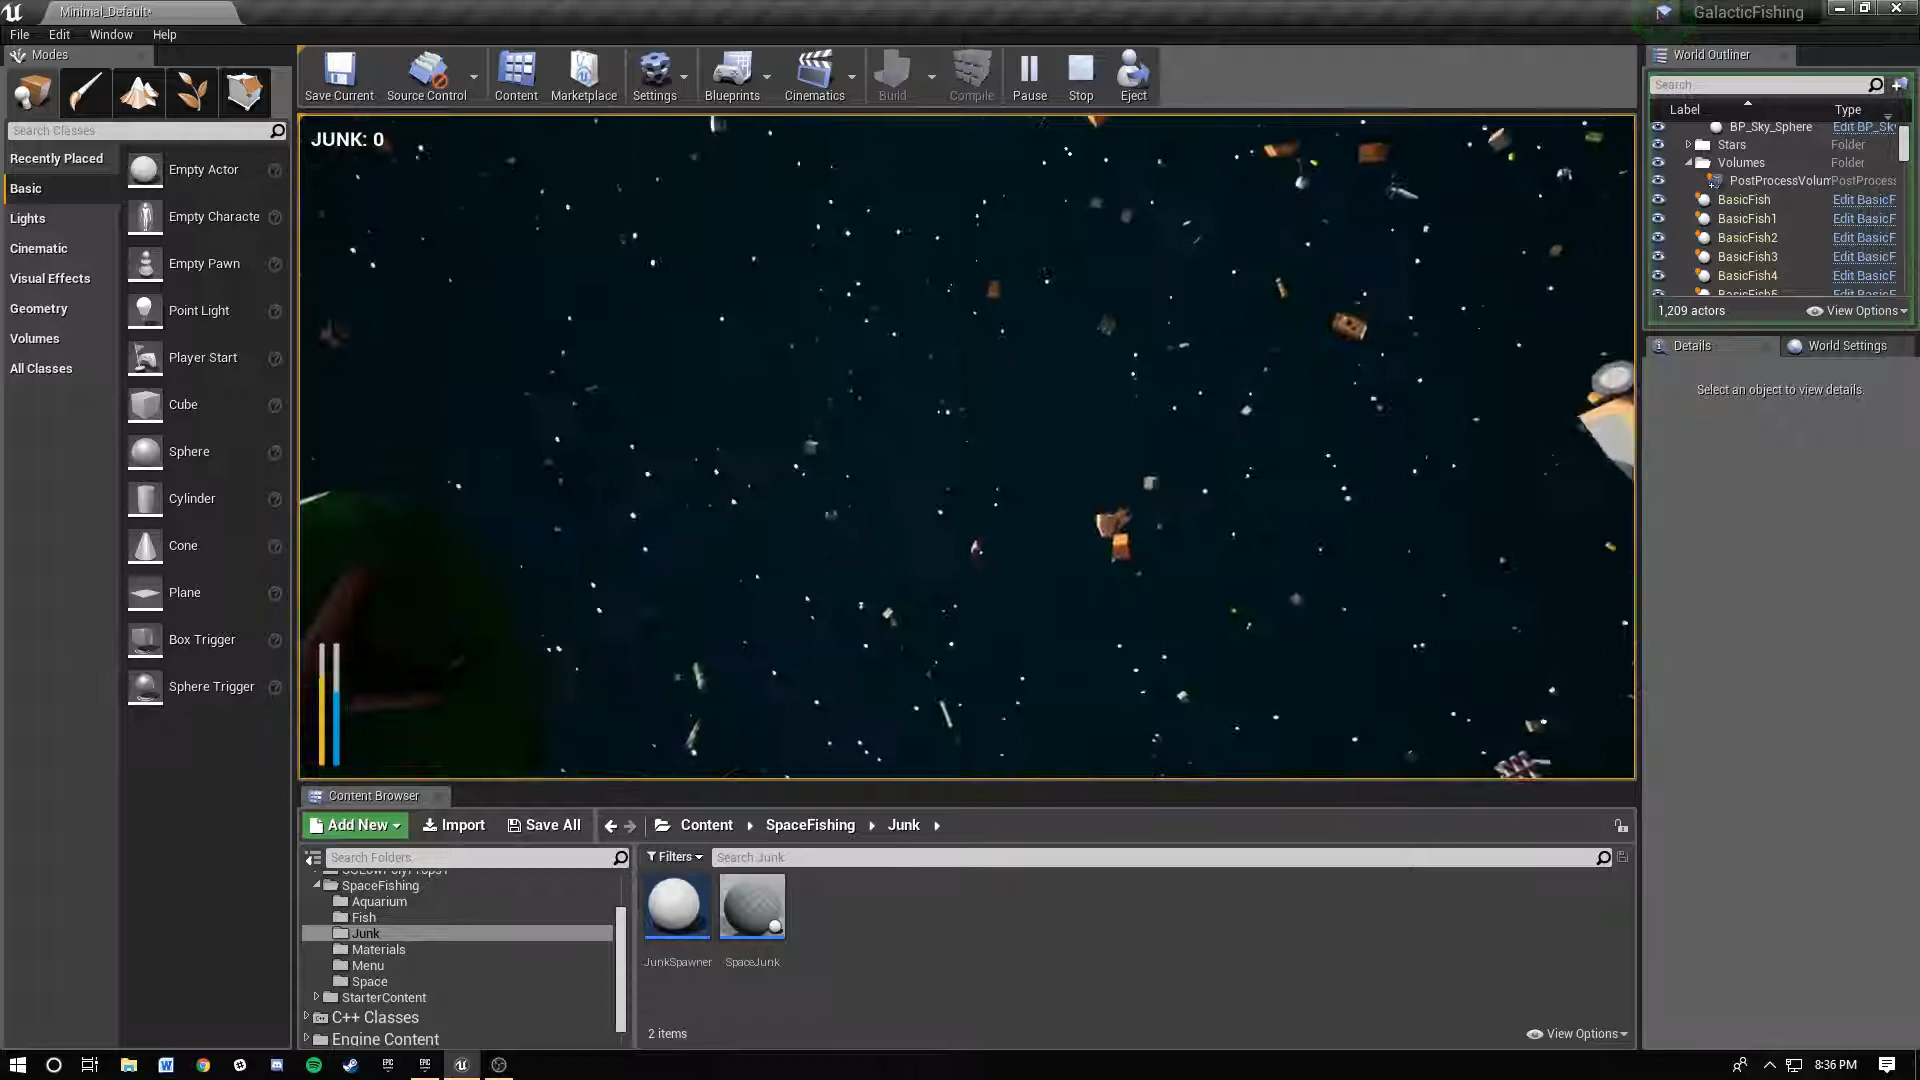 Minimal_Default*
GalacticFishing
File Edit Window Help
Modes
World Outliner
Save Current
Source Control
Content
Marketplace
Settings
Blueprints
Cinematics
Build
Compile
Pause
Stop
Eject
Search Classes
Recently Placed
Basic
Lights
Cinematic
Visual Effects
Geometry
Volumes
All Classes
Empty Actor
Empty Characte
Empty Pawn
Point Light
Player Start
Cube
Sphere
Cylinder
Cone
Plane
Box Trigger
Sphere Trigger
JUNK: 0
Search
Label Type
BP_Sky_Sphere Edit BP_Sky
Stars Folder
Volumes Folder
PostProcessVolum PostProcess
BasicFish Edit BasicF
BasicFish1 Edit BasicF
BasicFish2 Edit BasicF
BasicFish3 Edit BasicF
BasicFish4 Edit BasicF
BasicFish5 Edit BasicF
1,209 actors View Options
Details World Settings
Select an object to view details.
Content Browser
Add New Import Save All Content SpaceFishing Junk
Search Folders
Filters Search Junk
SpaceFishing
Aquarium
Fish
Junk
Materials
Menu
Space
StarterContent
C++ Classes
Engine Content
JunkSpawner SpaceJunk
2 items View Options
8:36 PM